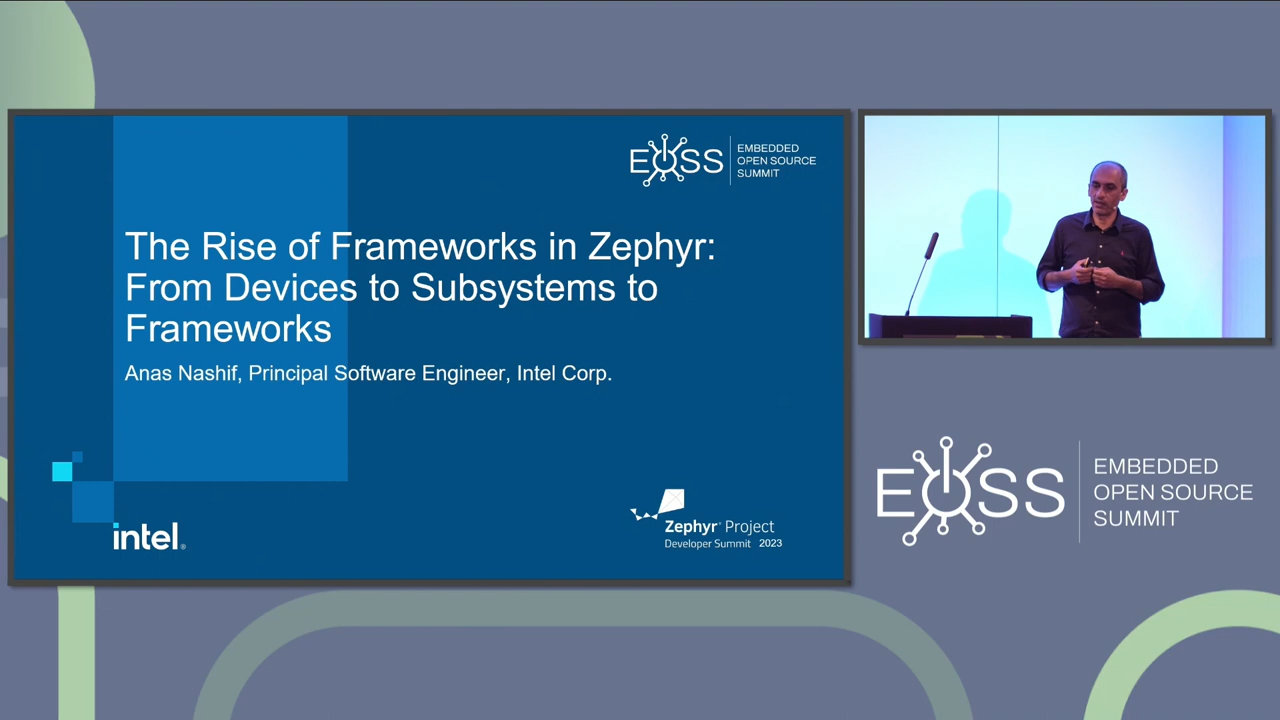 EOSS
EMBEDDED
OPEN SOURCE
SUMMIT
The Rise of Frameworks in Zephyr:
From Devices to Subsystems to
Frameworks
Anas Nashif, Principal Software Engineer, Intel Corp.
intel®
Zephyr® Project
Developer Summit 2023
EOSS
EMBEDDED
OPEN SOURCE
SUMMIT